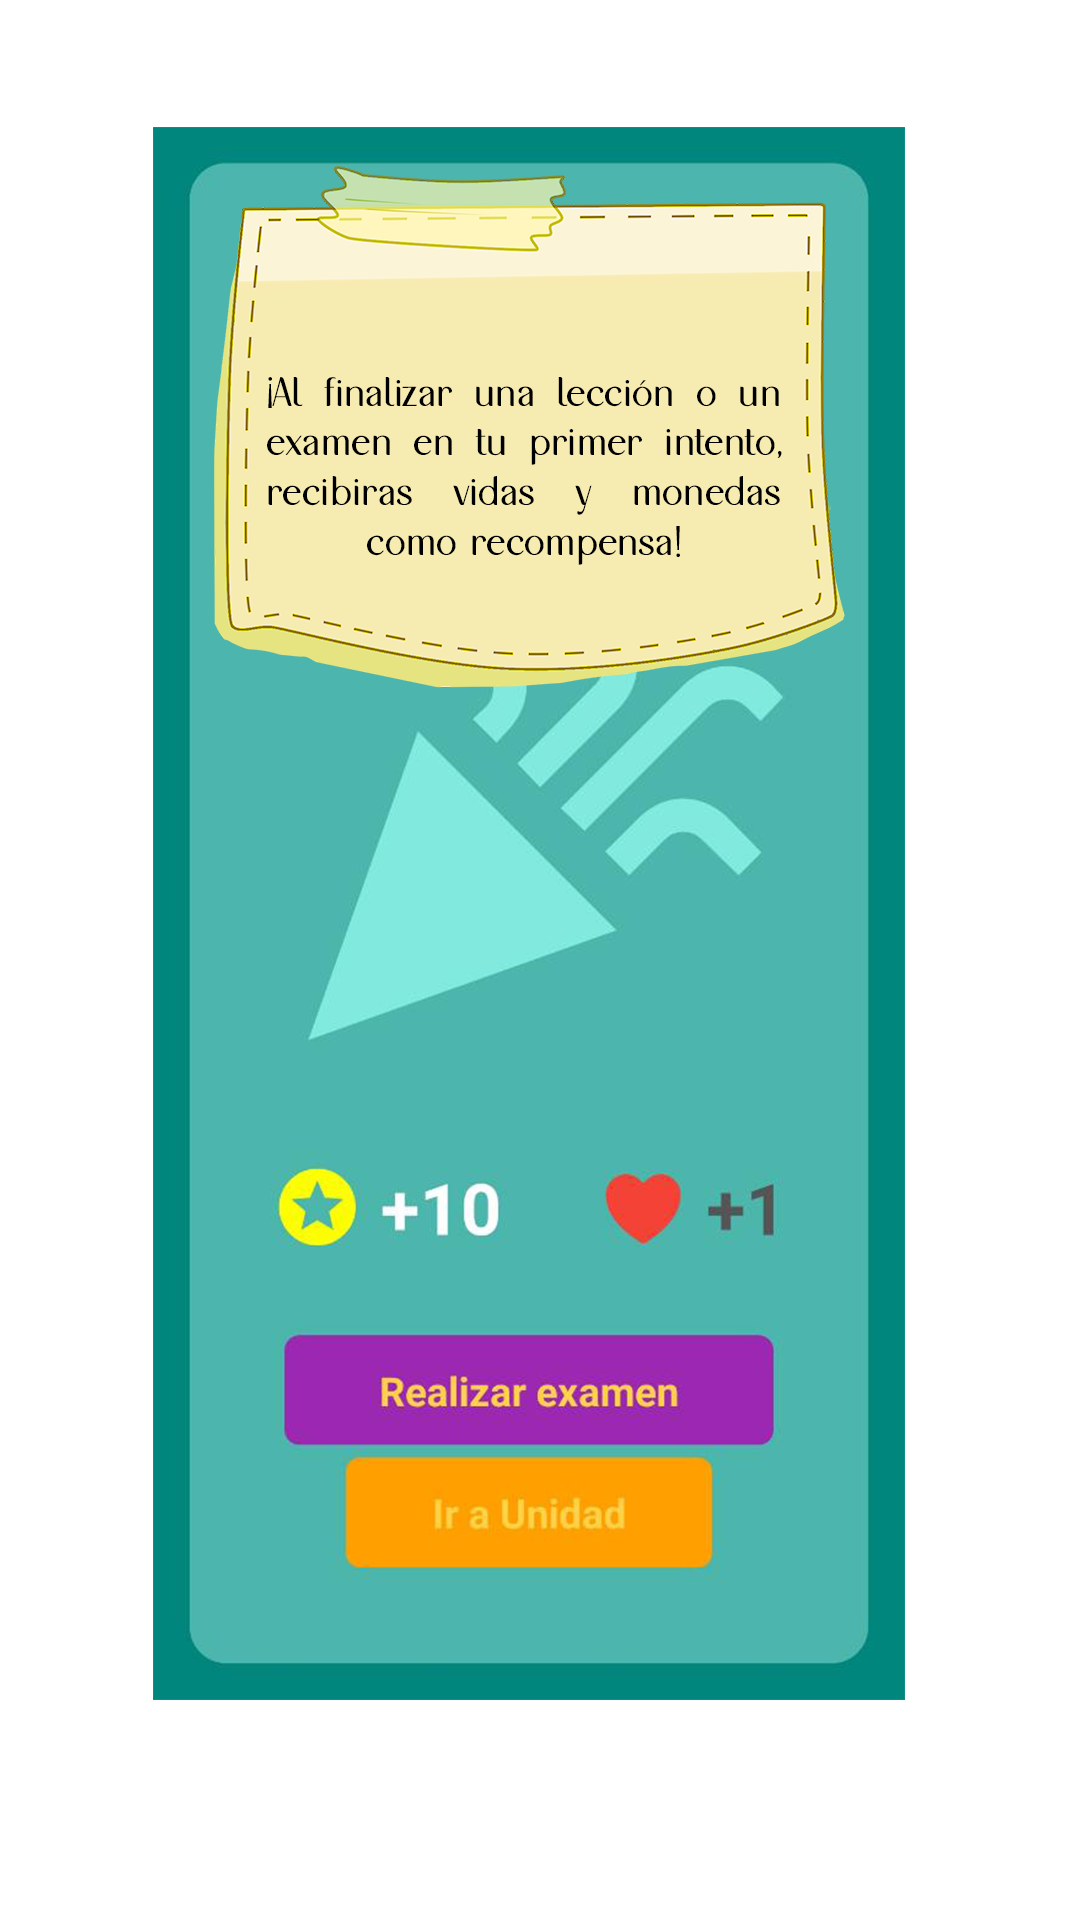 ¡Al finalizar una lección o un
examen en tu primer intento,
recibiras vidas y monedas
como recompensa!
+10
+1
Realizar examen
Ir a Unidad